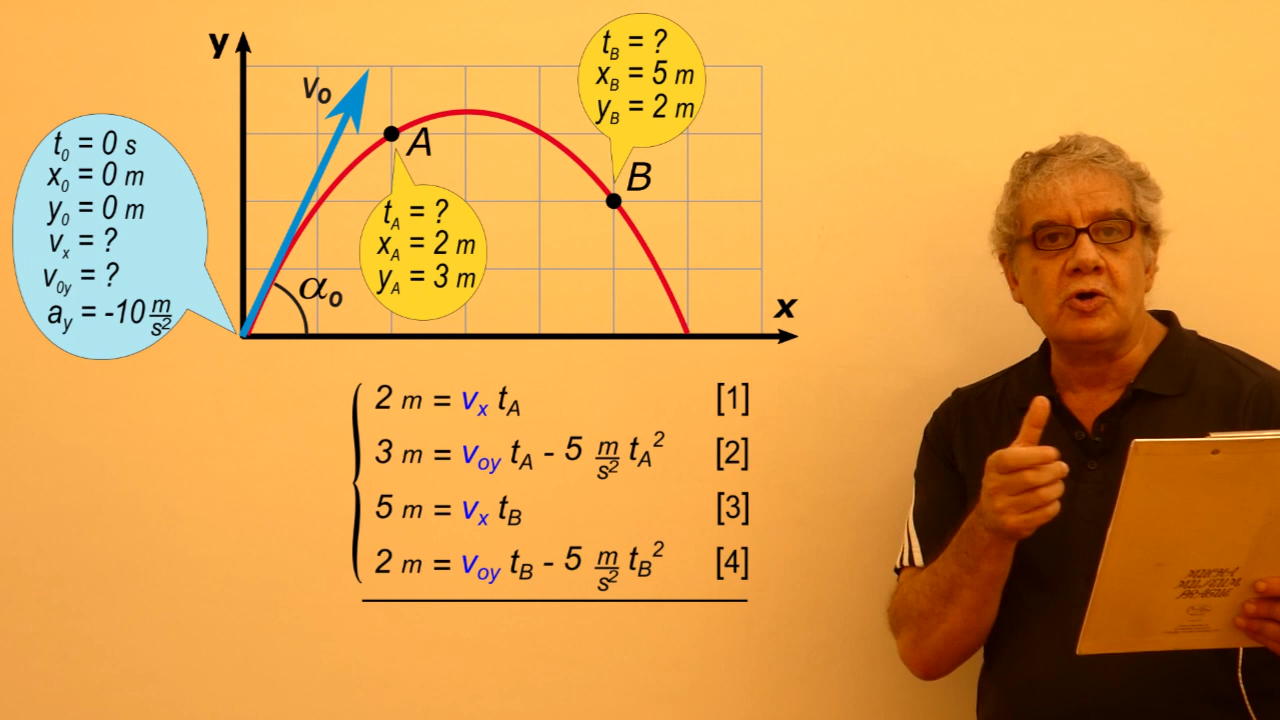 y
v₀
t_B = ?
x_B = 5 m
y_B = 2 m
t₀ = 0 s
x₀ = 0 m
y₀ = 0 m
v_x = ?
v_0y = ?
a_y = -10 m/s²
A
B
t_A = ?
x_A = 2 m
y_A = 3 m
α₀
x
2 m = v_x t_A [1]
3 m = v_oy t_A - 5 m/s² t_A² [2]
5 m = v_x t_B [3]
2 m = v_oy t_B - 5 m/s² t_B² [4]